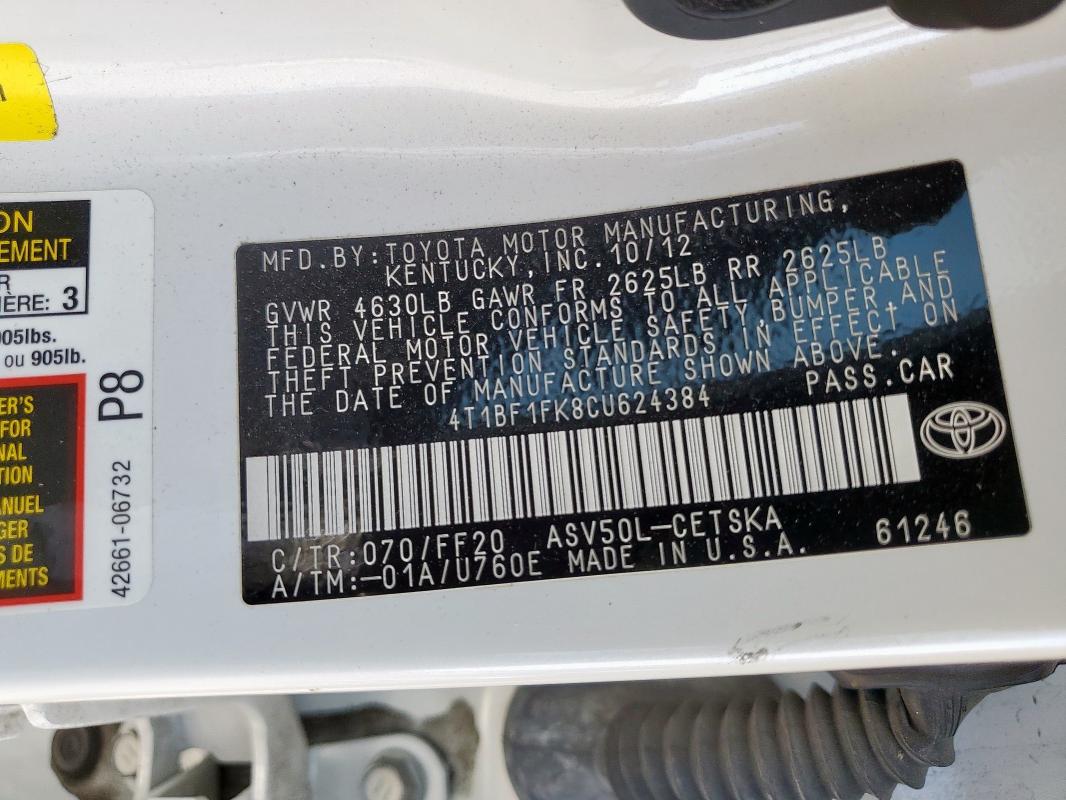 ON
EMENT
R
IÈRE: 3
905lbs.
ou 905lb.
ER'S
FOR
NAL
TION
ANUEL
GER
S DE
MENTS
P8
42661-06732
MFD.BY:TOYOTA MOTOR MANUFACTURING,
KENTUCKY,INC. 10/12
GVWR 4630LB GAWR FR 2625LB RR 2625LB
THIS VEHICLE CONFORMS TO ALL APPLICABLE
FEDERAL MOTOR VEHICLE SAFETY,BUMPER,AND
THEFT PREVENTION STANDARDS IN EFFECT ON
THE DATE OF MANUFACTURE SHOWN ABOVE.
4T1BF1FK8CU624384 PASS.CAR
C/TR:070/FF20 ASV50L-CETSKA 61246
A/TM:-01A/U760E MADE IN U.S.A.